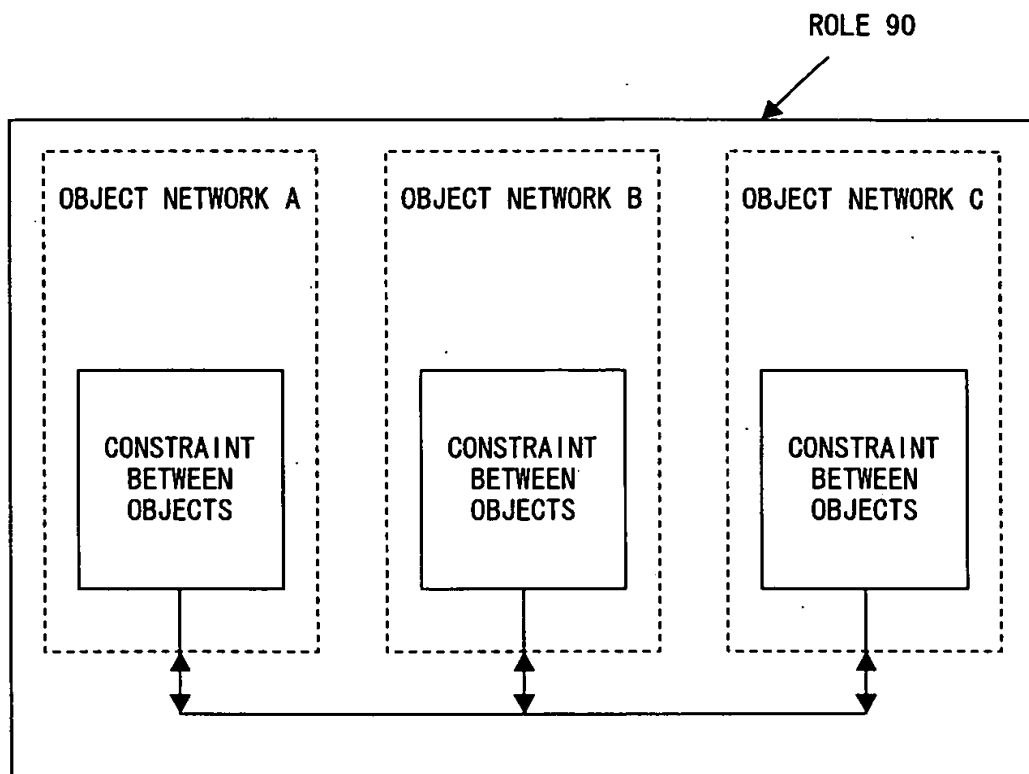 ROLE 90
OBJECT NETWORK A
OBJECT NETWORK B
OBJECT NETWORK C
CONSTRAINT
BETWEEN
OBJECTS
CONSTRAINT
BETWEEN
OBJECTS
CONSTRAINT
BETWEEN
OBJECTS